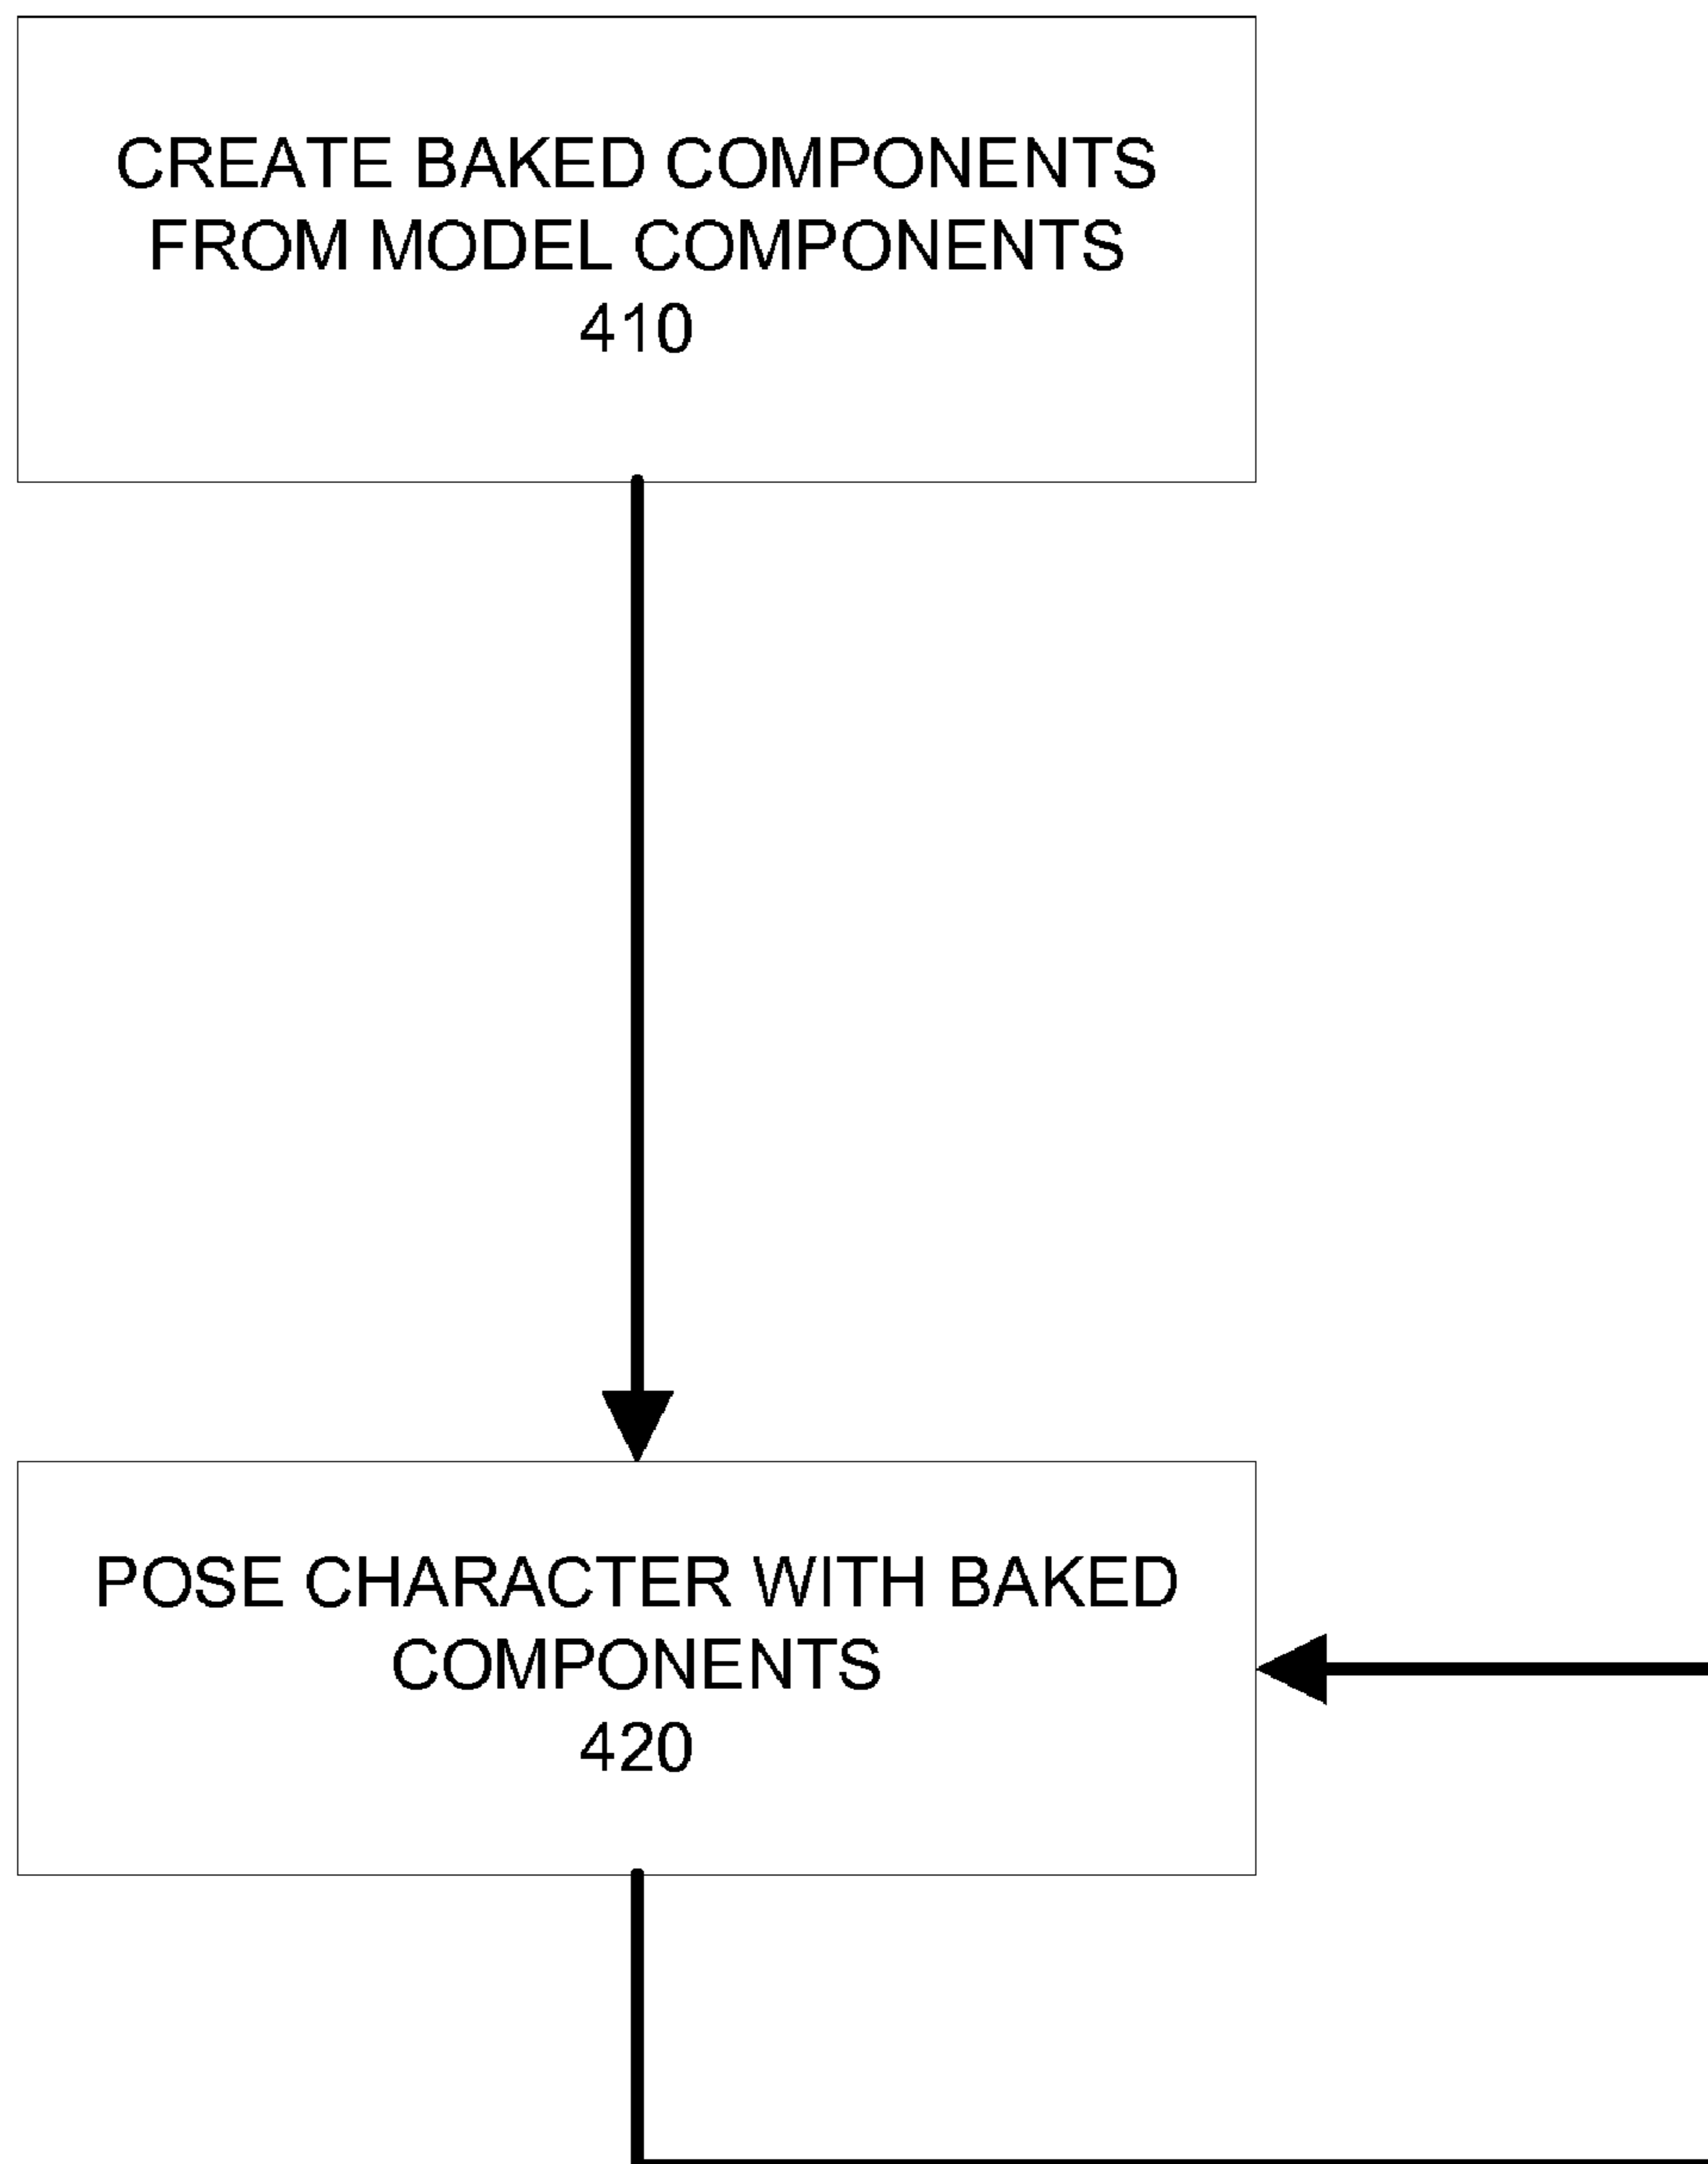 CREATE BAKED COMPONENTS
FROM MODEL COMPONENTS
410
POSE CHARACTER WITH BAKED
COMPONENTS
420